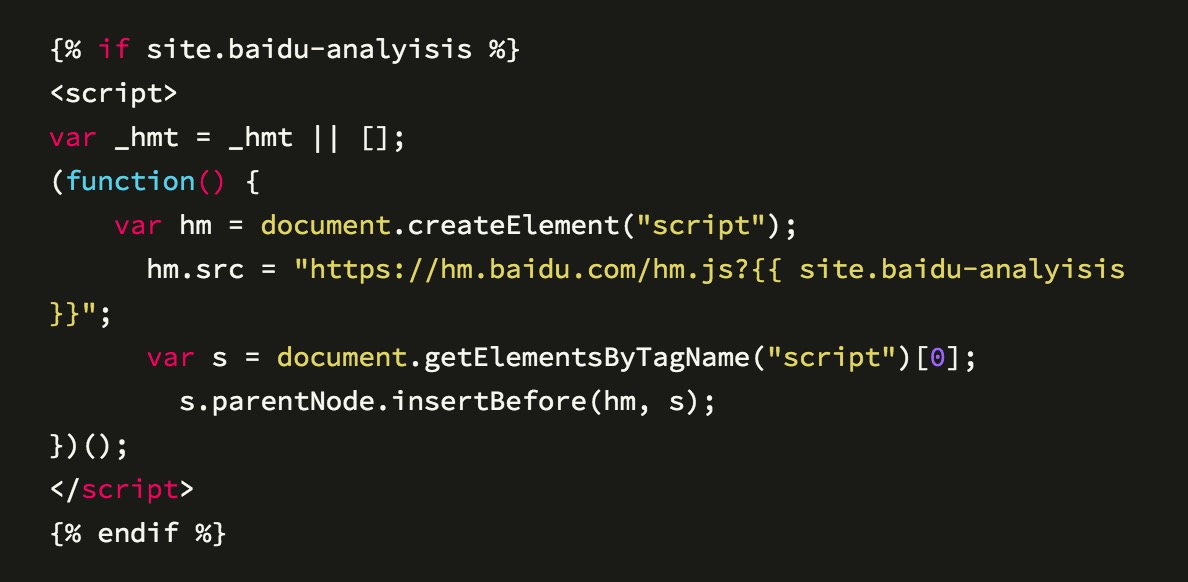 {% if site.baidu-analyisis %}
<script>
var _hmt = _hmt || [];
(function() {
    var hm = document.createElement("script");
      hm.src = "https://hm.baidu.com/hm.js?{{ site.baidu-analyisis
}}";
      var s = document.getElementsByTagName("script")[0];
        s.parentNode.insertBefore(hm, s);
})();
</script>
{% endif %}